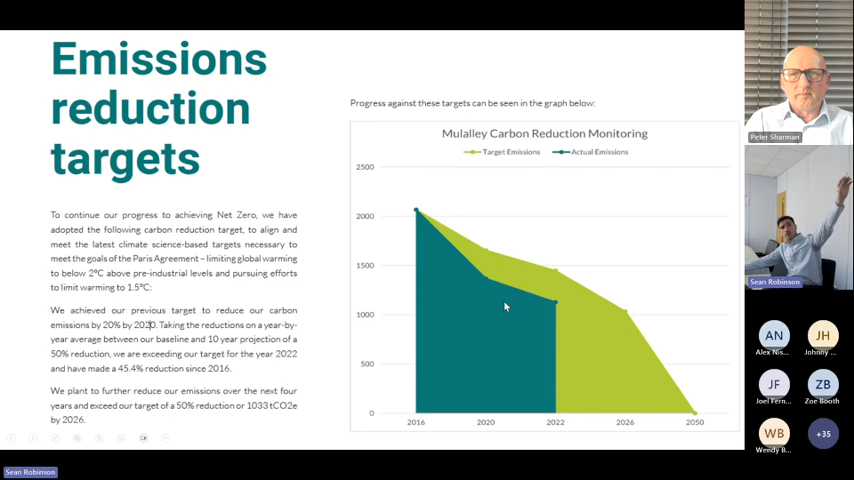 Emissions
reduction
targets
To continue our progress to achieving Net Zero, we have
adopted the following carbon reduction target, to align and
meet the latest climate science-based targets necessary to
meet the goals of the Paris Agreement – limiting global warming
to below 2°C above pre-industrial levels and pursuing efforts
to limit warming to 1.5°C:
We achieved our previous target to reduce our carbon
emissions by 20% by 2020. Taking the reductions on a year-by-
year average between our baseline and 10 year projection of a
50% reduction, we are exceeding our target for the year 2022
and have made a 45.4% reduction since 2016.
We plan to further reduce our emissions over the next four
years and exceed our target of a 50% reduction or 1033 tCO2e
by 2026.
Progress against these targets can be seen in the graph below:
Mulalley Carbon Reduction Monitoring
Target Emissions Actual Emissions
2500
2000
1500
1000
500
0
2016 2020 2022 2026 2050
Peter Sharman
Sean Robinson
AN JH
Alex Nis... Johnny ...
JF ZB
Joel Fern... Zoe Booth
WB +35
Wendy B...
Sean Robinson